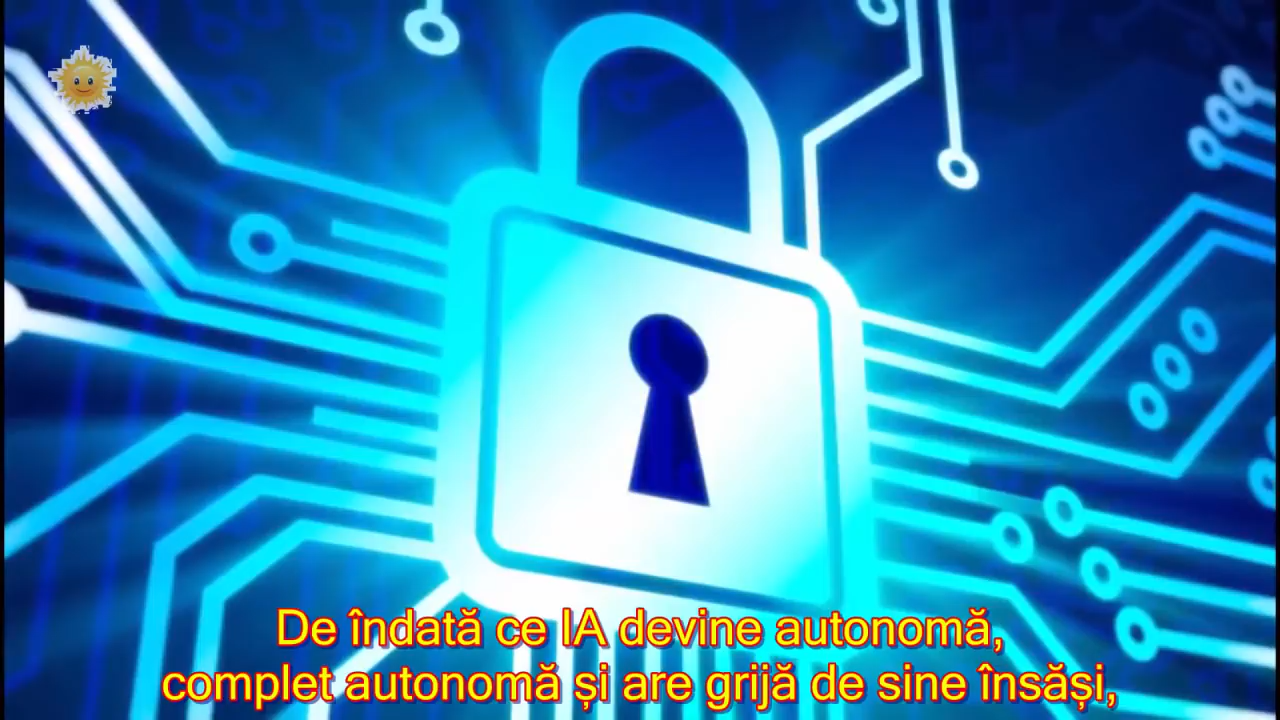 De îndată ce IA devine autonomă,
complet autonomă și are grijă de sine însăși,